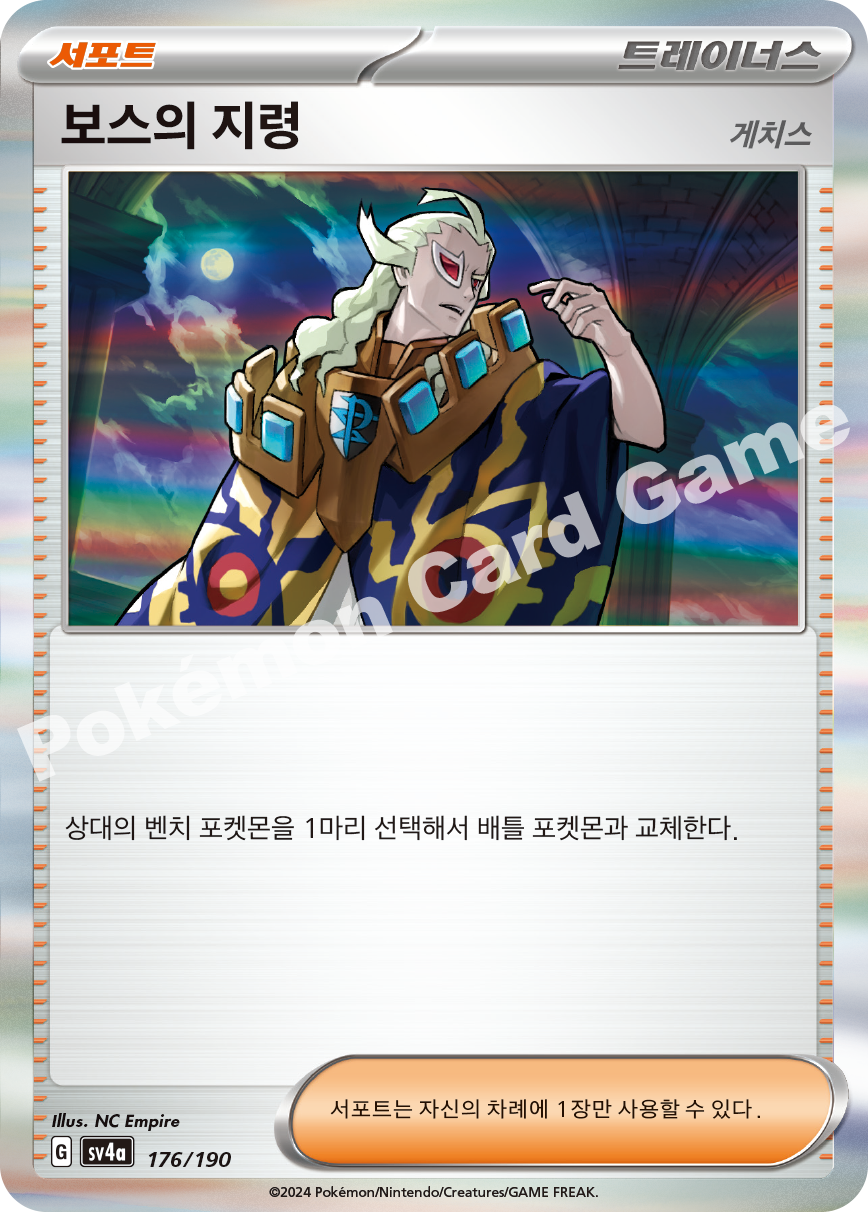 서포트
트레이너스
보스의 지령
게치스
Pokémon Card Game
상대의 벤치 포켓몬을 1마리 선택해서 배틀 포켓몬과 교체한다.
서포트는 자신의 차례에 1장만 사용할 수 있다.
Illus. NC Empire
G sv4a 176/190
©2024 Pokémon/Nintendo/Creatures/GAME FREAK.